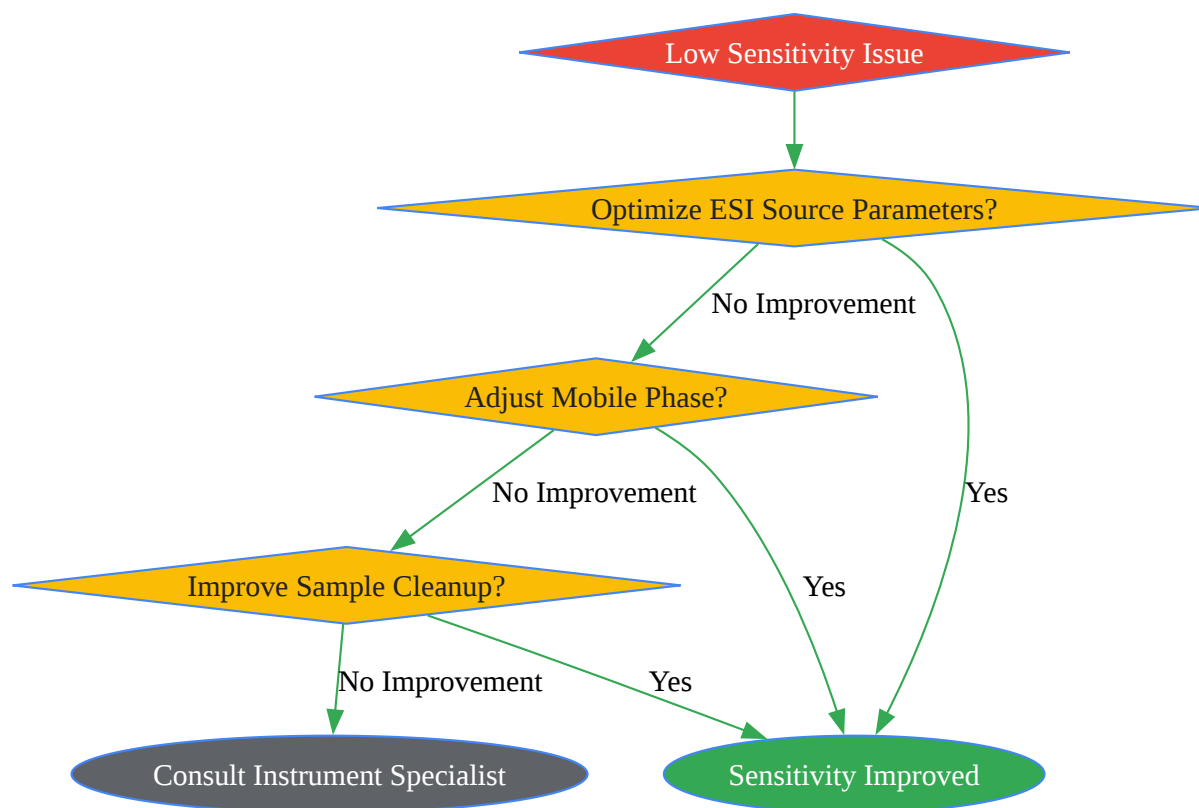 Low Sensitivity Issue
Optimize ESI Source Parameters?
No Improvement
Adjust Mobile Phase?
No Improvement
Yes
Improve Sample Cleanup?
Yes
No Improvement
Yes
Consult Instrument Specialist
Sensitivity Improved